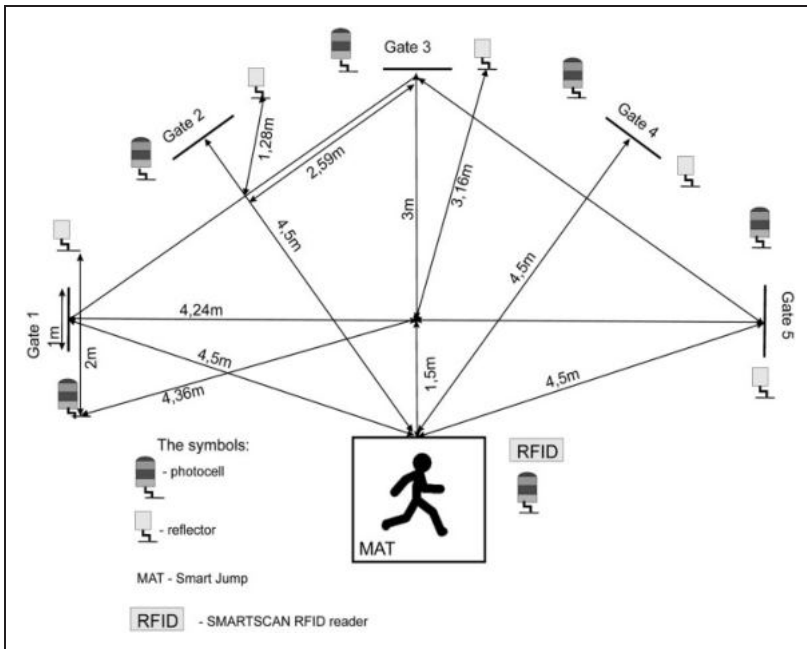 Gate 3
Gate 2
Gate 4
1,28m
2,59m
3m
3,16m
4,5m
4,5m
Gate 1
1m
2m
4,24m
4,5m
4,36m
1,5m
4,5m
Gate 5
The symbols:
- photocell
- reflector
MAT - Smart Jump
RFID - SMARTSCAN RFID reader
MAT
RFID